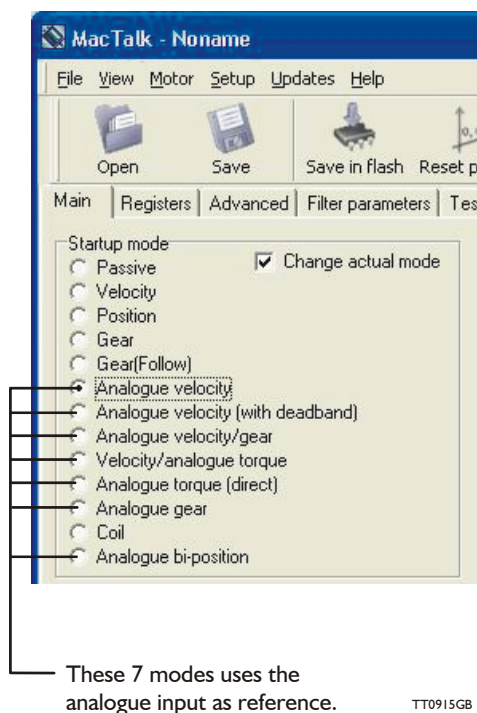 MacTalk - Noname
File View Motor Setup Updates Help
Open Save Save in flash Reset p
Main Registers Advanced Filter parameters Tes
Startup mode
Passive Change actual mode
Velocity
Position
Gear
Gear(Follow)
Analogue velocity
Analogue velocity (with deadband)
Analogue velocity/gear
Velocity/analogue torque
Analogue torque (direct)
Analogue gear
Coil
Analogue bi-position
These 7 modes uses the
analogue input as reference.
TT0915GB